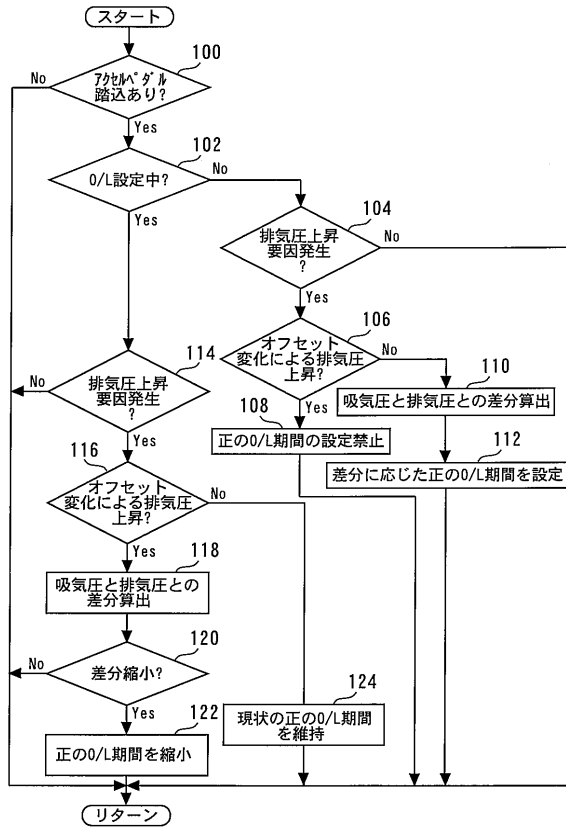 スタート
100
アクセルペダル
踏込あり?
No
Yes
102
O/L設定中?
No
Yes
104
排気圧上昇
要因発生
?
No
Yes
106
オフセット
変化による排気圧
上昇?
No
Yes
108
正のO/L期間の設定禁止
110
吸気圧と排気圧との差分算出
112
差分に応じた正のO/L期間を設定
114
排気圧上昇
要因発生
?
No
Yes
116
オフセット
変化による排気圧
上昇?
No
Yes
118
吸気圧と排気圧との
差分算出
120
差分縮小?
No
Yes
122
正のO/L期間を縮小
124
現状の正のO/L期間
を維持
リターン